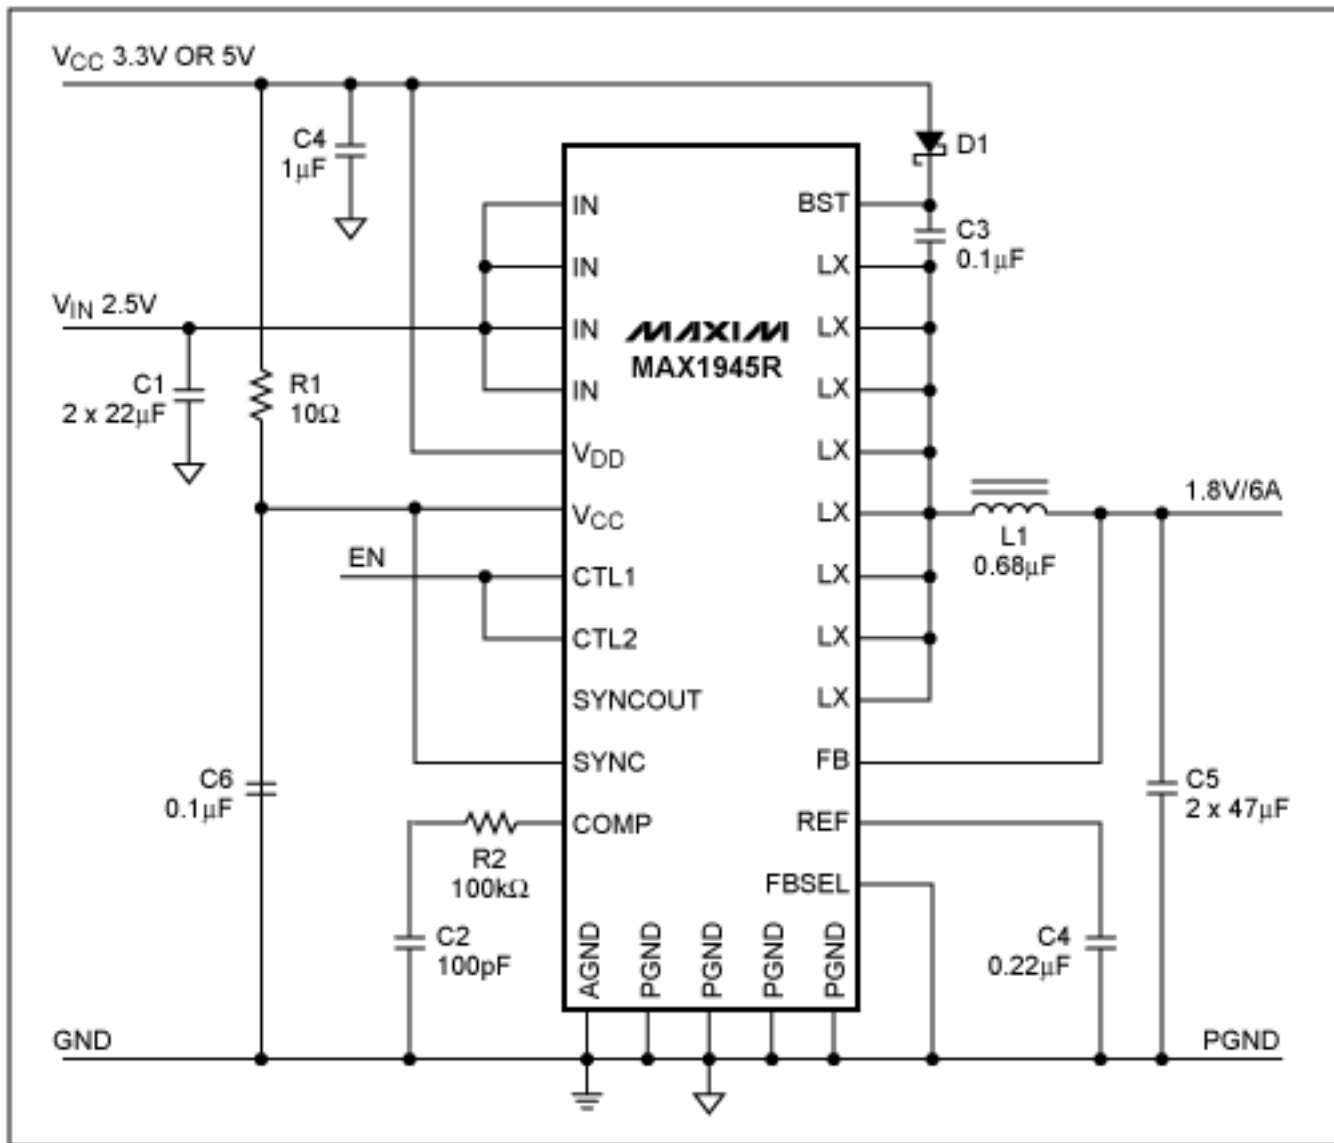 VCC 3.3V OR 5V
C4
1μF
D1
IN
BST
C3
0.1μF
IN
LX
VIN 2.5V
IN
MAXIM
LX
MAX1945R
C1
2 x 22μF
R1
10Ω
IN
LX
VDD
LX
1.8V/6A
VCC
LX
L1
0.68μF
EN
CTL1
LX
CTL2
LX
SYNCOUT
LX
SYNC
FB
C6
0.1μF
C5
2 x 47μF
COMP
REF
R2
100kΩ
FBSEL
C2
100pF
AGND
PGND
PGND
PGND
PGND
C4
0.22μF
GND
PGND